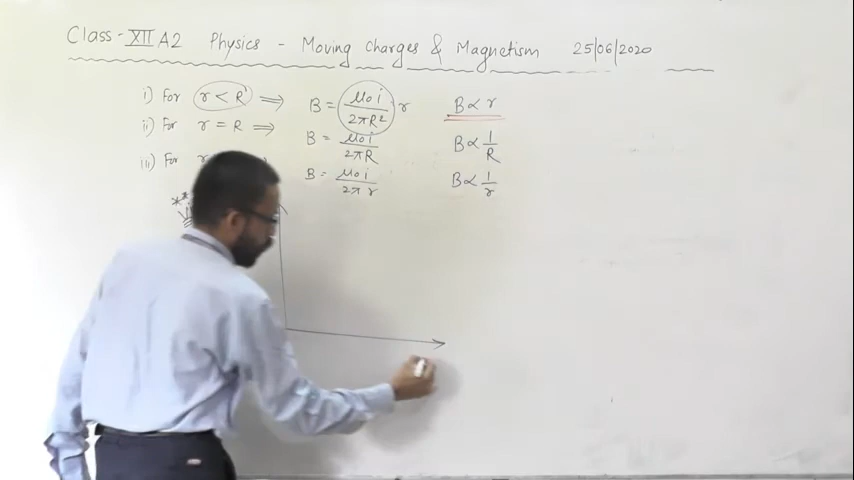 Class-XII A2 Physics - Moving Charges & Magnetism 25/06/2020
i) For r < R ⟹ B = μ₀i/2πR² · r B ∝ r
ii) For r = R ⟹ B = μ₀i/2πR B ∝ 1/R
iii) For r B = μ₀i/2πr B ∝ 1/r
**